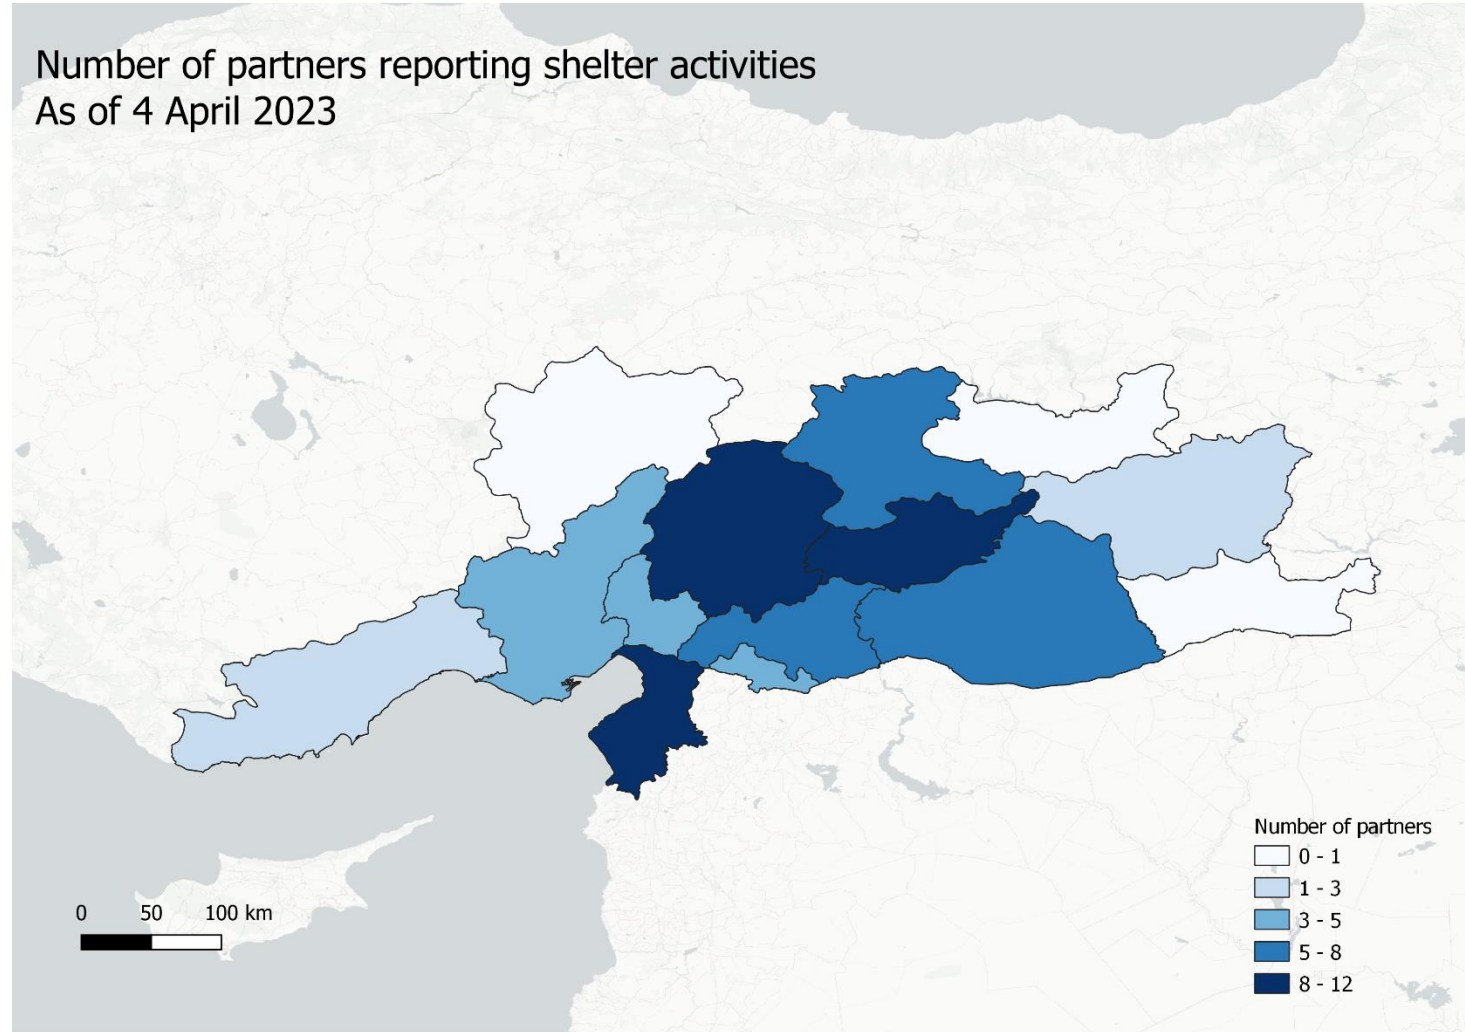 Number of partners reporting shelter activities
As of 4 April 2023
Number of partners
0 - 1
1 - 3
3 - 5
5 - 8
8 - 12
0 50 100 km